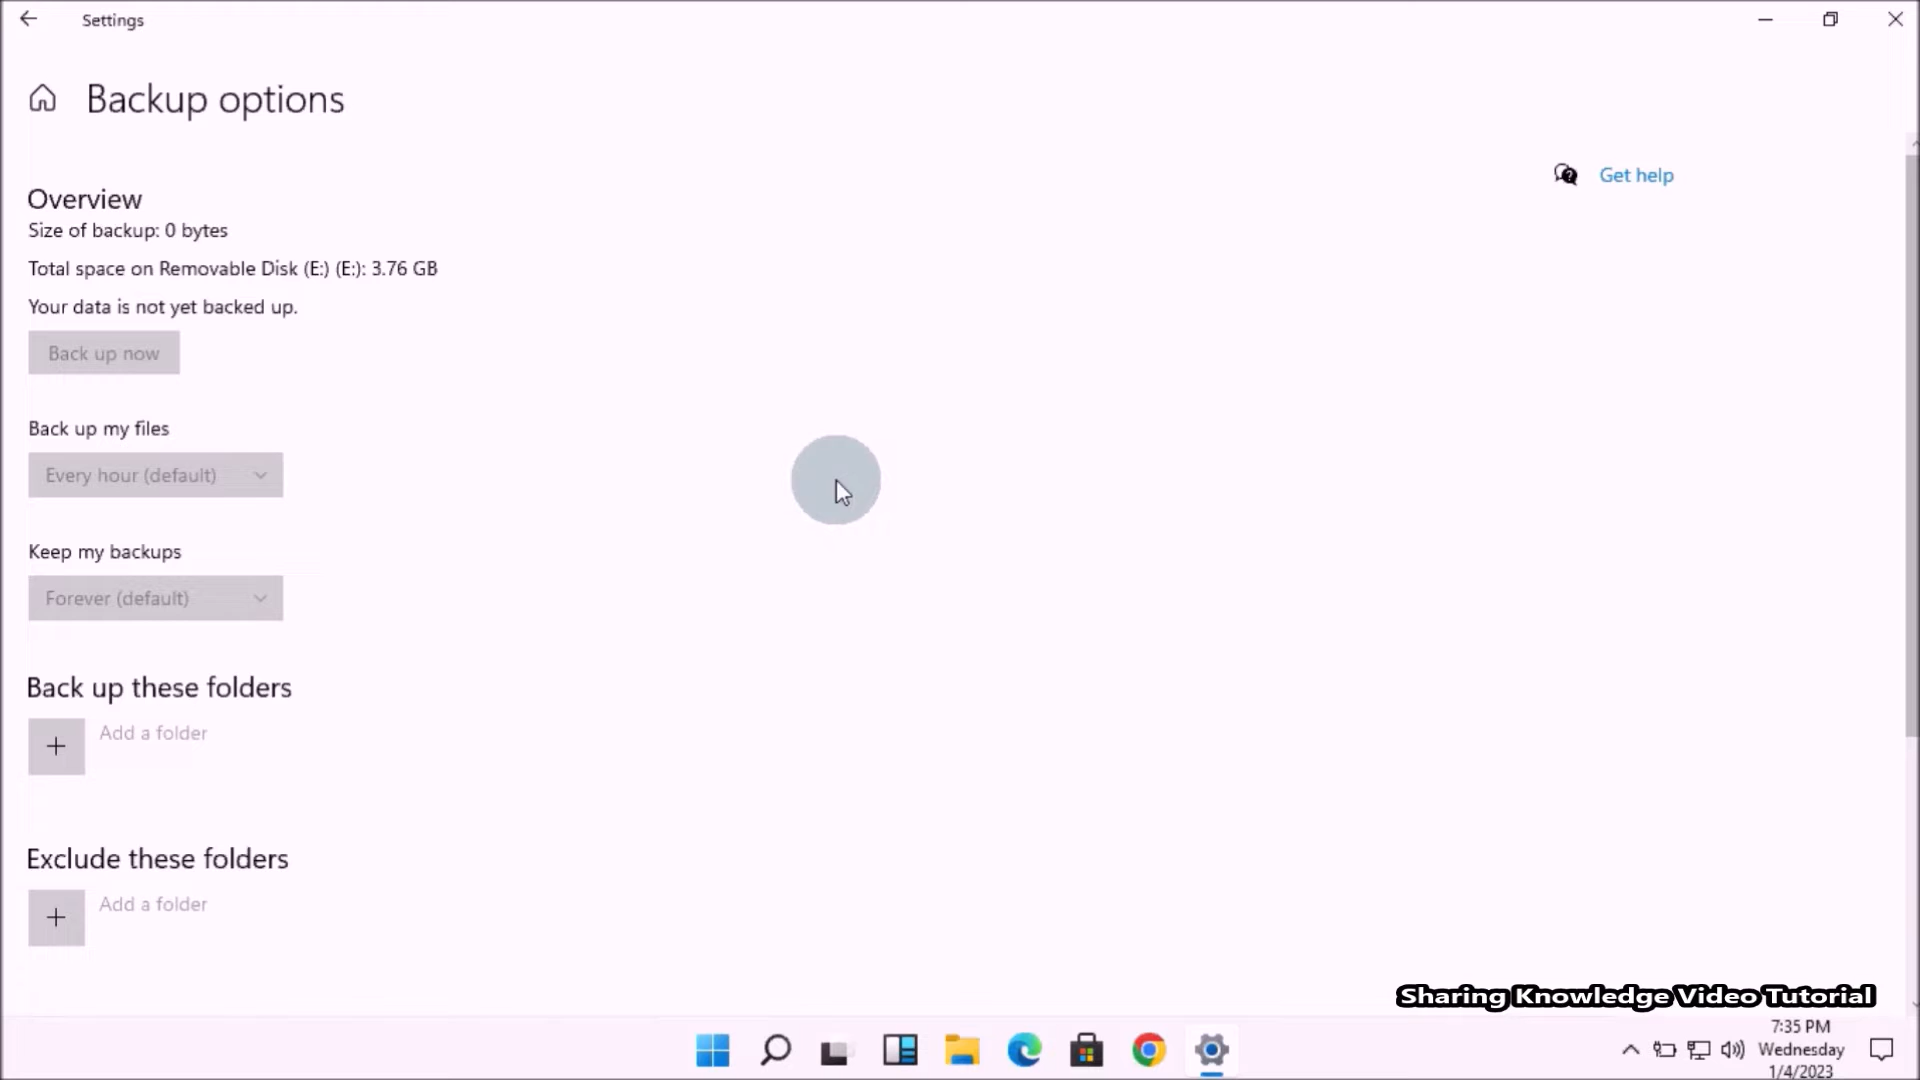 Settings
Backup options
Get help
Overview
Size of backup: 0 bytes
Total space on Removable Disk (E:) (E:): 3.76 GB
Your data is not yet backed up.
Back up now
Back up my files
Every hour (default)
Keep my backups
Forever (default)
Back up these folders
Add a folder
Exclude these folders
Add a folder
Sharing Knowledge Video Tutorial
7:35 PM
Wednesday
1/4/2023